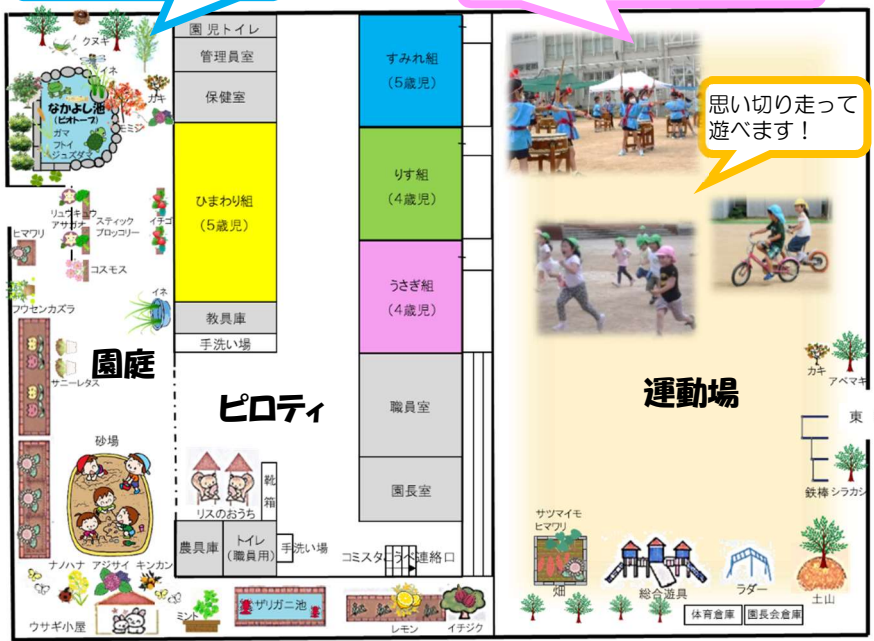 園児トイレ
管理員室
保健室
ひまわり組
(5歳児)
教具庫
手洗い場
すみれ組
(5歳児)
りす組
(4歳児)
うさぎ組
(4歳児)
職員室
園長室
クヌキ
イネ
カキ
モミジ
なかよし池
(ビオトープ)
ガマ
フトイ
ジュズダマ
リュウキュウ
アサガオ
スティック
ブロッコリー
イチゴ
ヒマワリ
コスモス
イネ
フウセンカズラ
サニーレタス
園庭
ピロティ
砂場
リスのおうち
靴
箱
農具庫
トイレ
(職員用)
手洗い場
コミスタこうべ連絡口
ナノハナ
アジサイ
キンカン
ウサギ小屋
ミント
ザリガニ池
レモン
イチジク
思い切り走って
遊べます！
運動場
カキ
アベマキ
東
鉄棒
シラカシ
サツマイモ
ヒマワリ
畑
総合遊具
ラダー
土山
体育倉庫
園長会倉庫